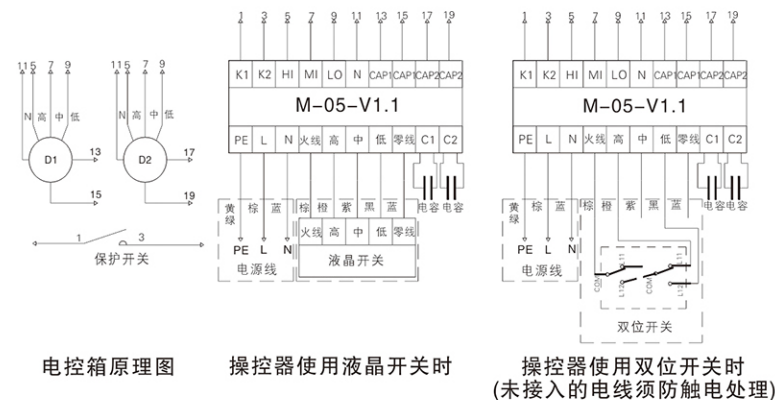 11 5 7 9
N 高 中 低
D1
13
15
11 5 7 9
N 高 中 低
D2
17
19
1 3
保护开关
电控箱原理图
1 3 5 7 9 11 13 15 17 19
K1 K2 HI MI LO N CAP1 CAP1 CAP2 CAP2
M-05-V1.1
PE L N 火线 高 中 低 零线 C1 C2
电容 电容
黄绿 棕 蓝 棕 橙 紫 黑 蓝
PE L N
电源线
火线 高 中 低 零线
液晶开关
操控器使用液晶开关时
1 3 5 7 9 11 13 15 17 19
K1 K2 HI MI LO N CAP1 CAP1 CAP2 CAP2
M-05-V1.1
PE L N 火线 高 中 低 零线 C1 C2
电容 电容
黄绿 棕 蓝 棕 橙 紫 黑 蓝
PE L N
电源线
COM L11 L12 COM L11 L12
双位开关
操控器使用双位开关时
(未接入的电线须防触电处理)